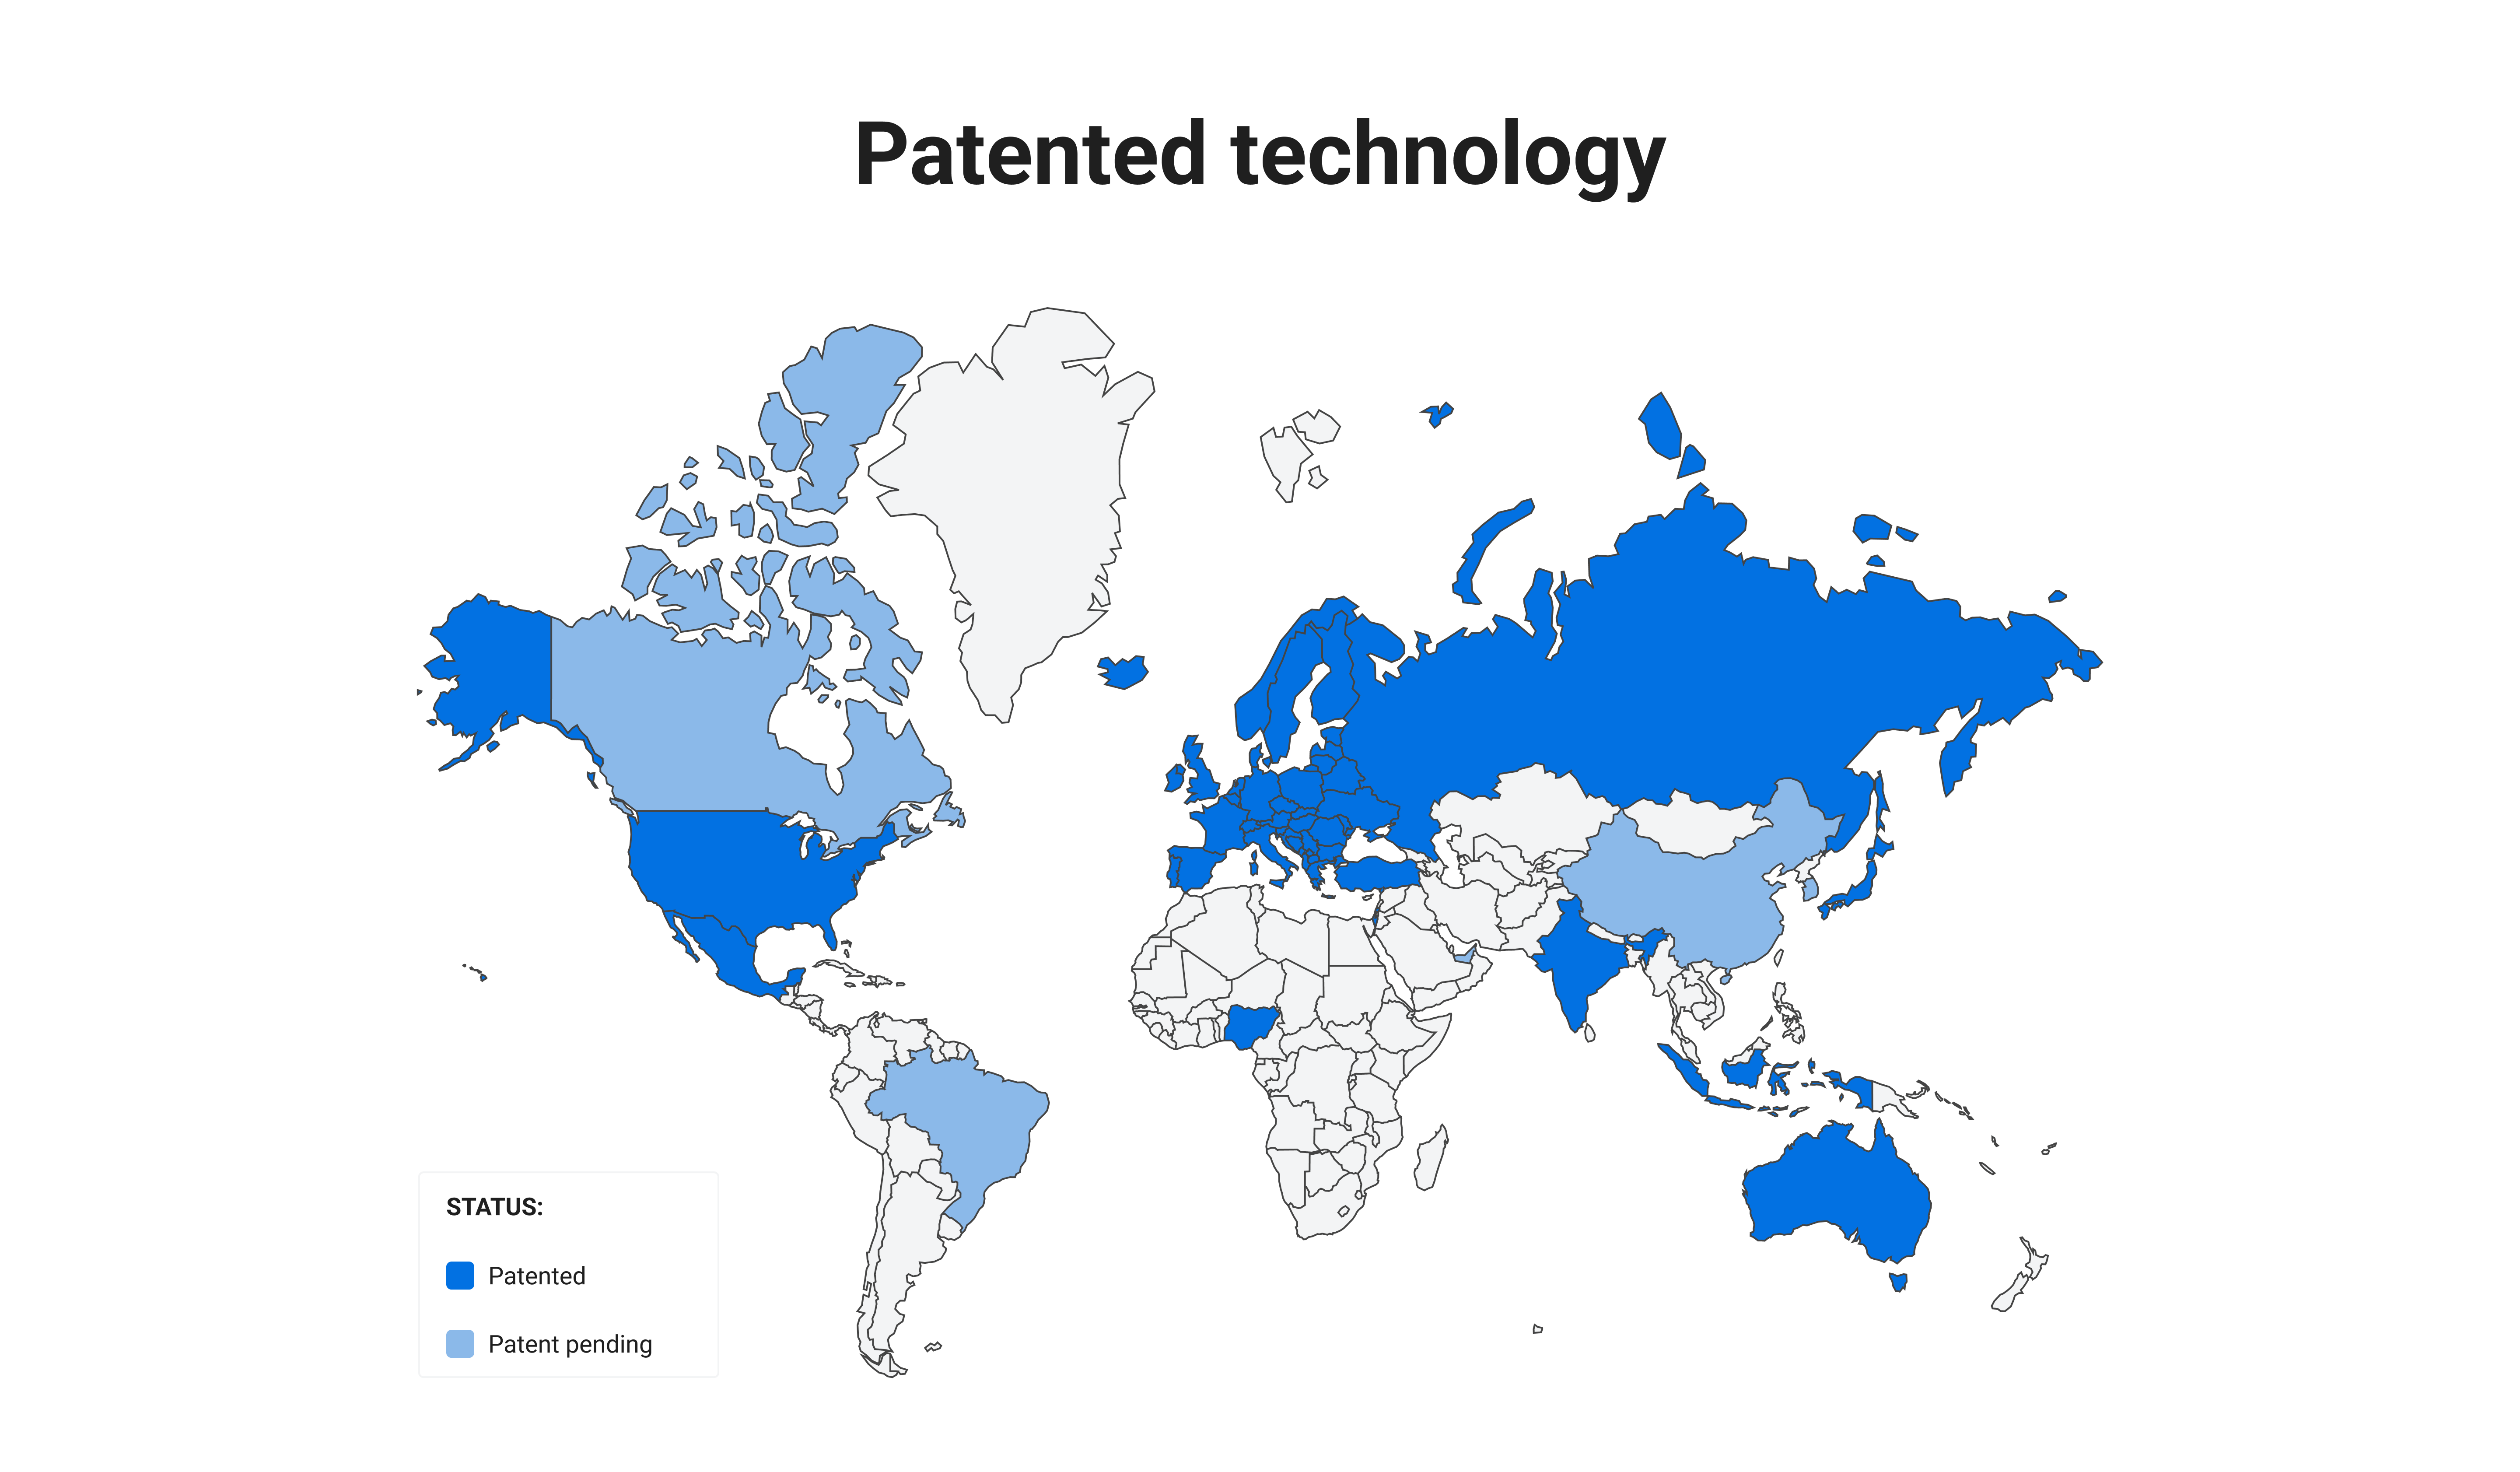 Patented technology
STATUS:
Patented
Patent pending